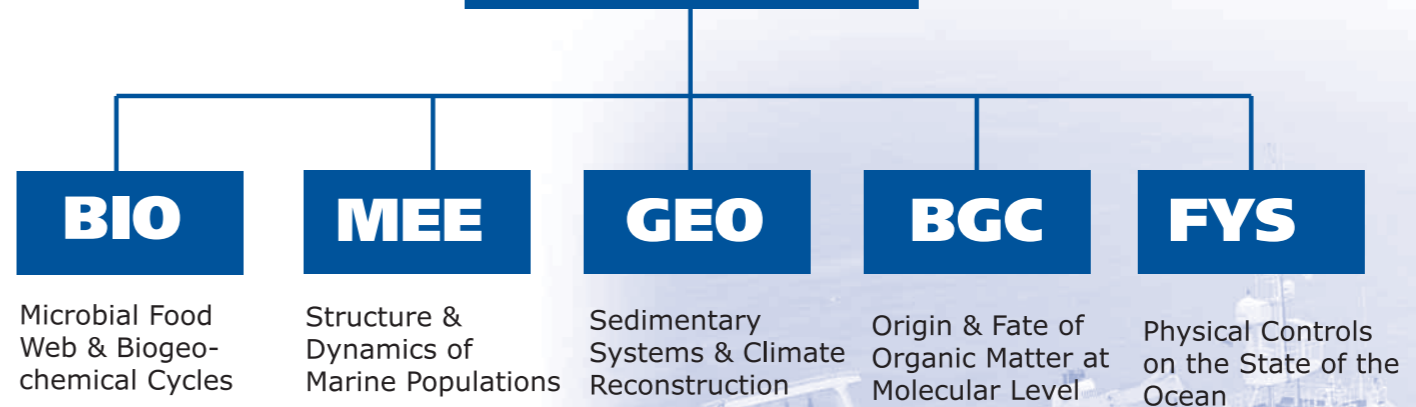 BIO
MEE
GEO
BGC
FYS
Microbial Food
Web & Biogeo-
chemical Cycles
Structure &
Dynamics of
Marine Populations
Sedimentary
Systems & Climate
Reconstruction
Origin & Fate of
Organic Matter at
Molecular Level
Physical Controls
on the State of the
Ocean